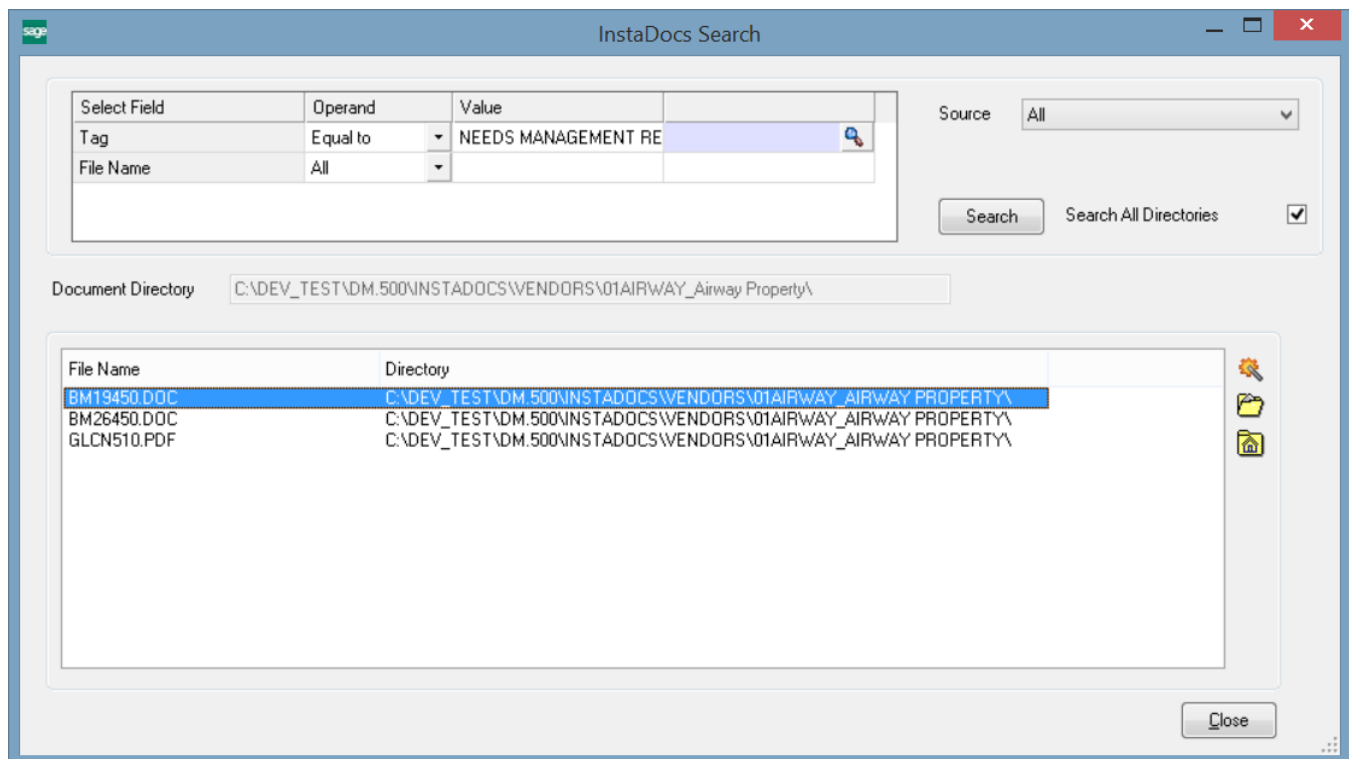 sage InstaDocs Search
Select Field Operand Value
Tag Equal to NEEDS MANAGEMENT RE
File Name All
Source All
Search Search All Directories
Document Directory C:\DEV_TEST\DM.500\INSTADOCS\VENDORS\01AIRWAY_Airway Property\
File Name Directory
BM19450.DOC C:\DEV_TEST\DM.500\INSTADOCS\VENDORS\01AIRWAY_AIRWAY PROPERTY\
BM26450.DOC C:\DEV_TEST\DM.500\INSTADOCS\VENDORS\01AIRWAY_AIRWAY PROPERTY\
GLCN510.PDF C:\DEV_TEST\DM.500\INSTADOCS\VENDORS\01AIRWAY_AIRWAY PROPERTY\
Close